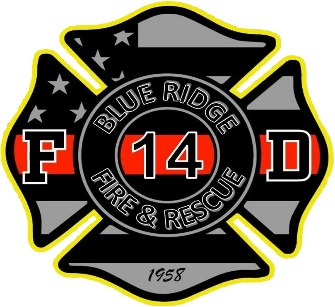 BLUE RIDGE
F 14 D
FIRE & RESCUE
1958